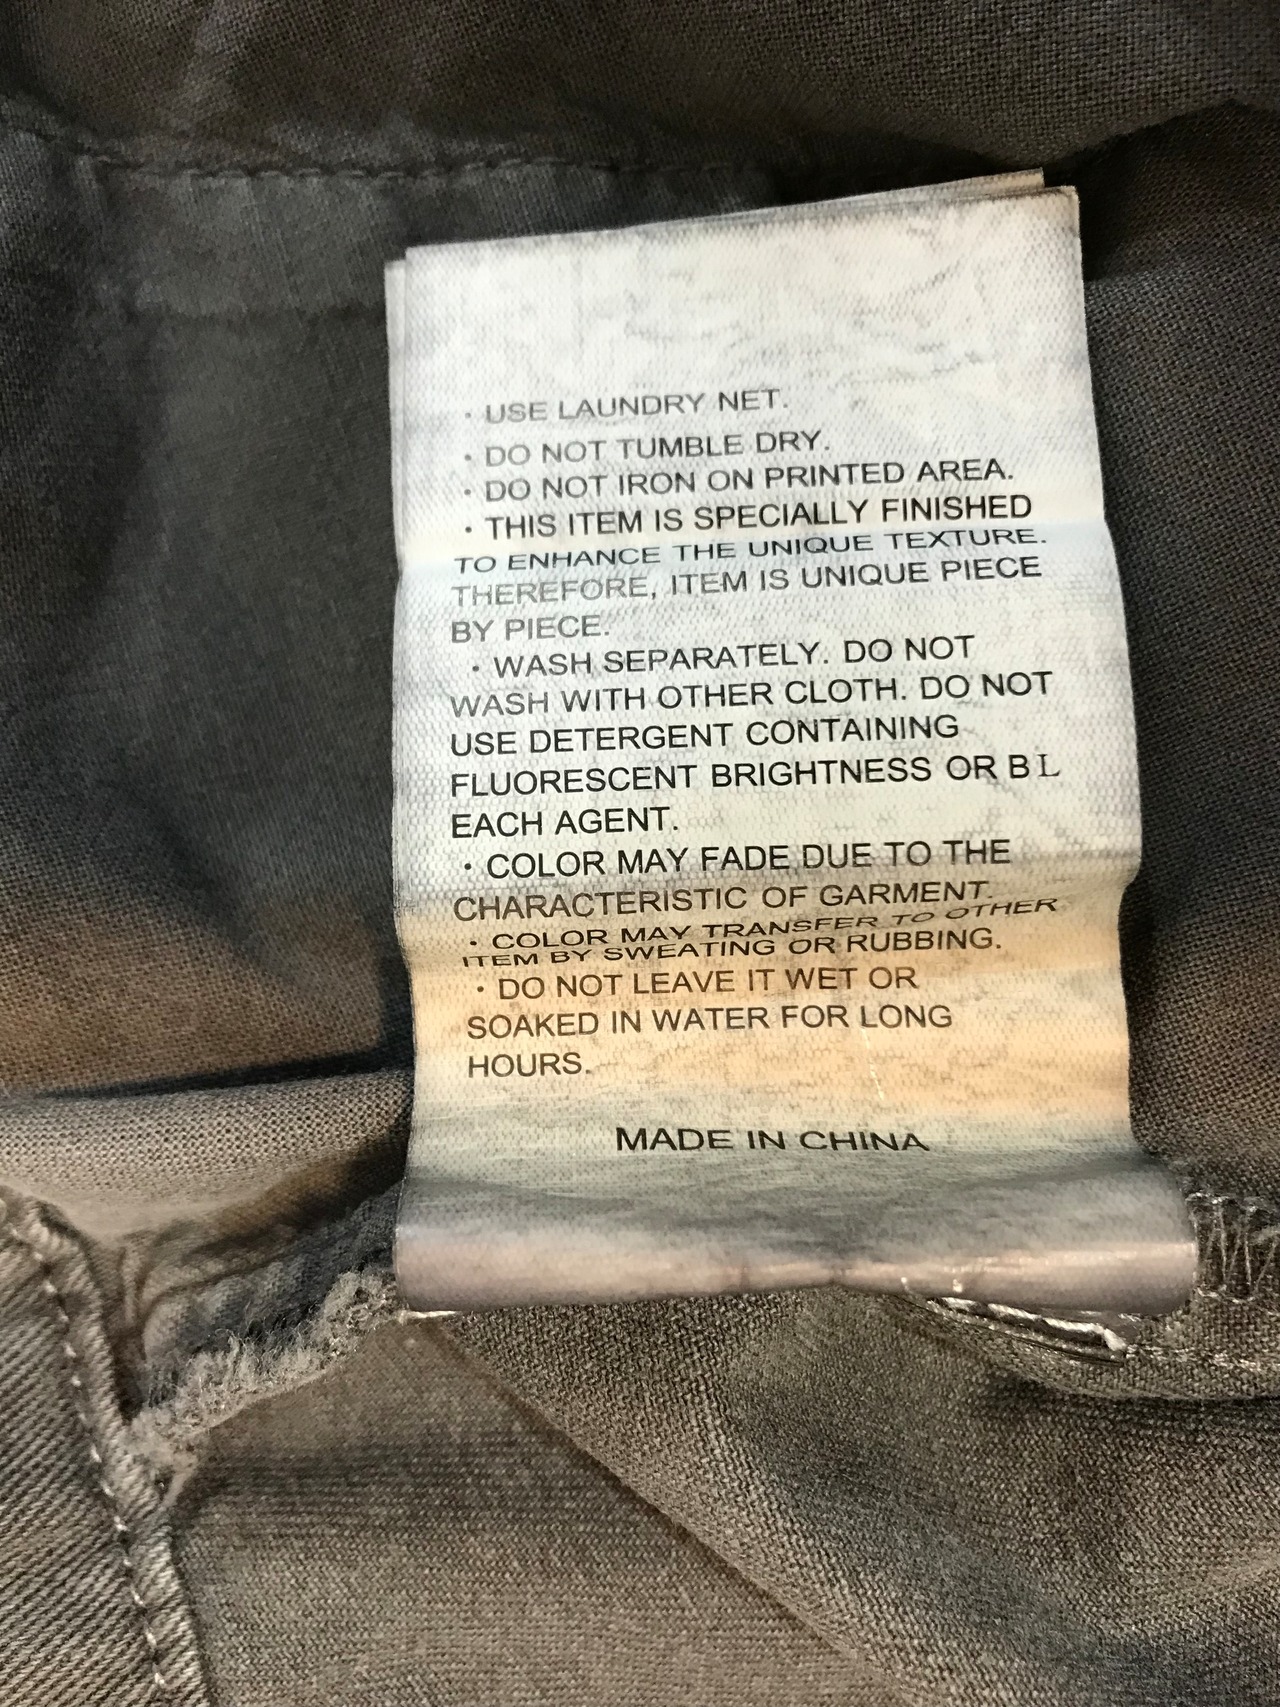 · USE LAUNDRY NET.
· DO NOT TUMBLE DRY.
· DO NOT IRON ON PRINTED AREA.
· THIS ITEM IS SPECIALLY FINISHED
TO ENHANCE THE UNIQUE TEXTURE.
THEREFORE, ITEM IS UNIQUE PIECE
BY PIECE.
· WASH SEPARATELY. DO NOT
WASH WITH OTHER CLOTH. DO NOT
USE DETERGENT CONTAINING
FLUORESCENT BRIGHTNESS OR BL
EACH AGENT.
· COLOR MAY FADE DUE TO THE
CHARACTERISTIC OF GARMENT.
· COLOR MAY TRANSFER TO OTHER
ITEM BY SWEATING OR RUBBING.
· DO NOT LEAVE IT WET OR
SOAKED IN WATER FOR LONG
HOURS.
MADE IN CHINA